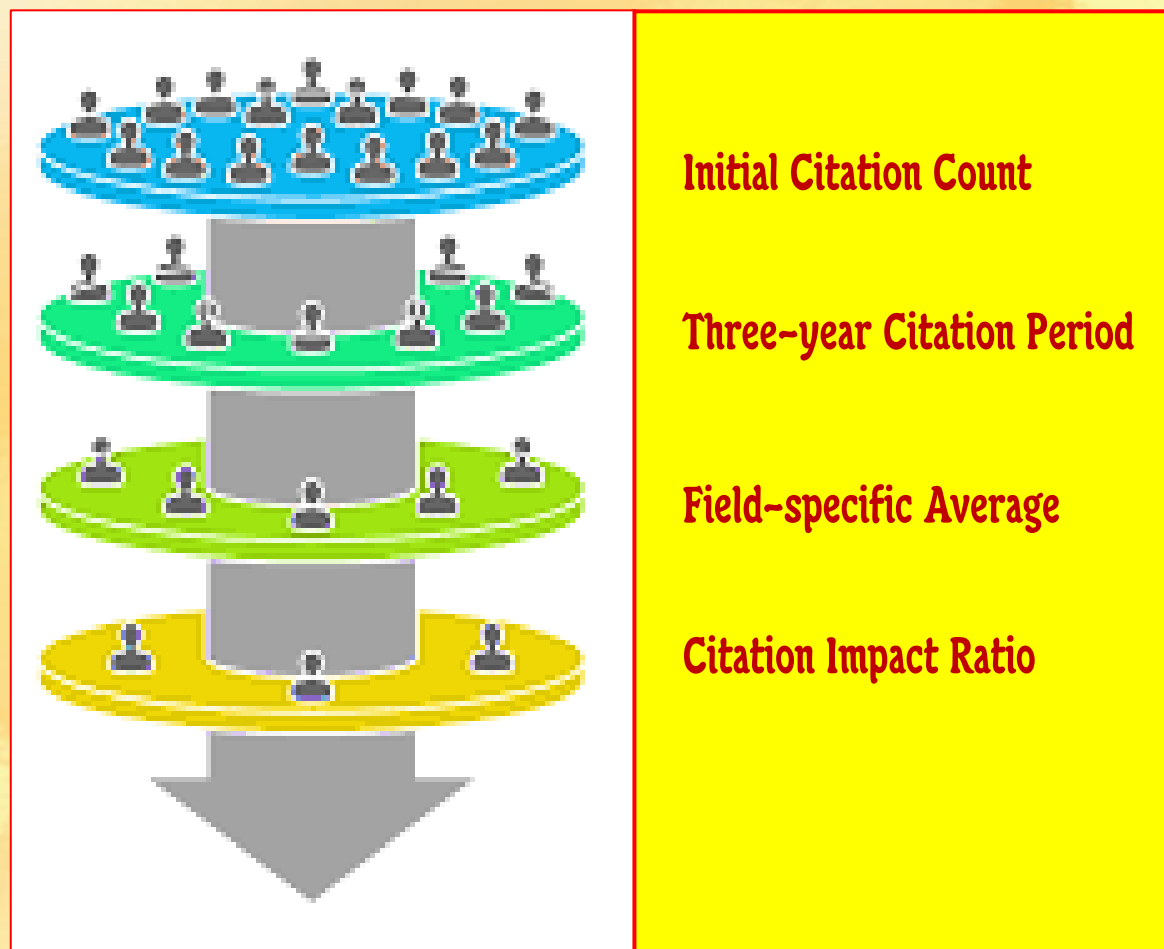 Initial Citation Count
Three-year Citation Period
Field-specific Average
Citation Impact Ratio